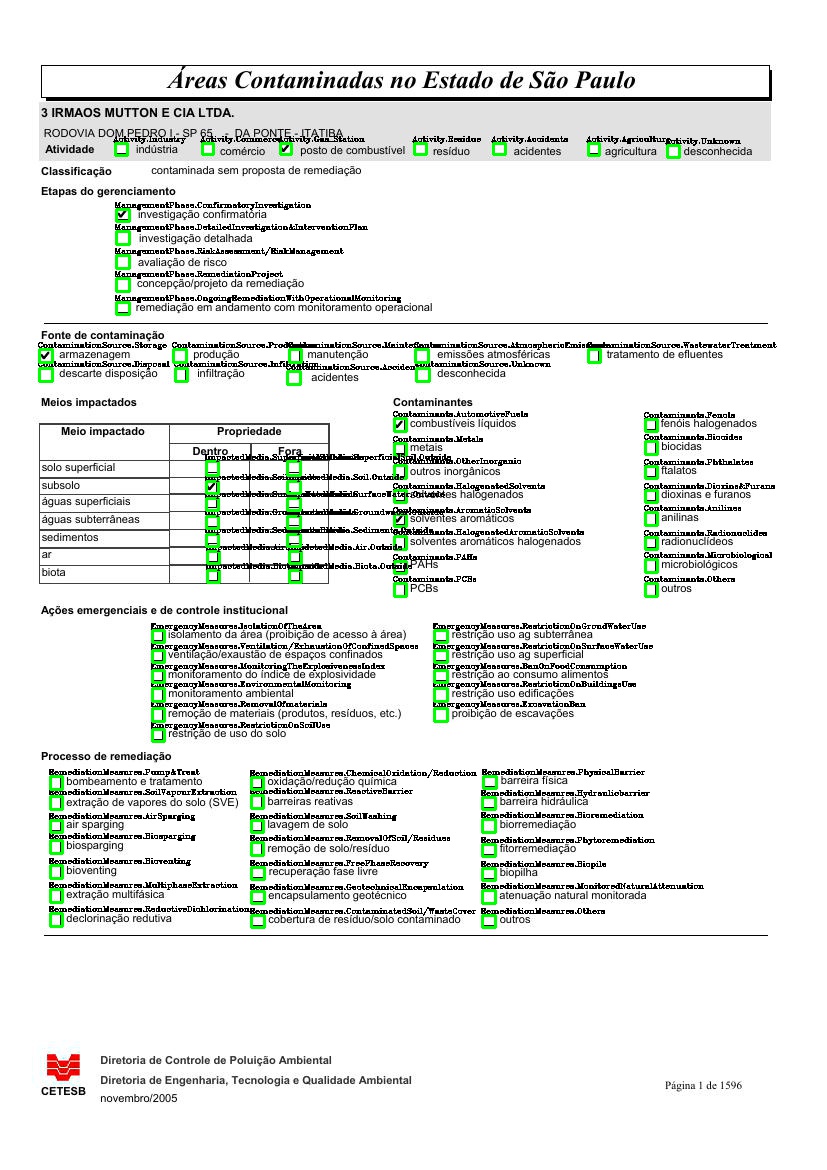 Áreas Contaminadas no Estado de São Paulo
3 IRMAOS MUTTON E CIA LTDA.
RODOVIA DOM PEDRO I - SP 65 - DA PONTE - ITATIBA
Activity.Industry Activity.Commerce Activity.Gas_Station Activity.Residue Activity.Accidents Activity.Agriculture Activity.Unknown
Atividade indústria comércio posto de combustível resíduo acidentes agricultura desconhecida
Classificação contaminada sem proposta de remediação
Etapas do gerenciamento
ManagementPhase.ConfirmatoryInvestigation
investigação confirmatória
ManagementPhase.DetailedInvestigation&InterventionPlan
investigação detalhada
ManagementPhase.RiskAssessment/RiskManagement
avaliação de risco
ManagementPhase.RemediationProject
concepção/projeto da remediação
ManagementPhase.OngoingRemediationWithOperationalMonitoring
remediação em andamento com monitoramento operacional
Fonte de contaminação
ContaminationSource.Storage ContaminationSource.AtmosphericEmissions ContaminationSource.WastewaterTreatment
armazenagem produção manutenção emissões atmosféricas tratamento de efluentes
ContaminationSource.Disposal ContaminationSource.Infiltration ContaminationSource.Accidents ContaminationSource.Unknown
descarte disposição infiltração acidentes desconhecida
Meios impactados Contaminantes
Meio impactado Propriedade
Dentro Fora
solo superficial
subsolo
águas superficiais
águas subterrâneas
sedimentos
ar
biota
Contaminants.AutomotiveFuels Contaminants.Fenols
combustíveis líquidos fenóis halogenados
Contaminants.Metals Contaminants.Biocides
metais biocidas
Contaminants.OtherInorganic Contaminants.Phthalates
outros inorgânicos ftalatos
Contaminants.HalogenatedSolvents Contaminants.Dioxins&Furans
solventes halogenados dioxinas e furanos
Contaminants.AromaticSolvents Contaminants.Anilines
solventes aromáticos anilinas
Contaminants.HalogenatedAromaticSolvents Contaminants.Radionuclides
solventes aromáticos halogenados radionuclídeos
Contaminants.PAHs Contaminants.Microbiological
PAHs microbiológicos
Contaminants.PCBs Contaminants.Others
PCBs outros
Ações emergenciais e de controle institucional
EmergencyMeasures.IsolationOfTheArea EmergencyMeasures.RestrictionOnGroundWaterUse
isolamento da área (proibição de acesso à área) restrição uso ag subterrânea
EmergencyMeasures.Ventilation/ExhaustionOfConfinedSpaces EmergencyMeasures.RestrictionOnSurfaceWaterUse
ventilação/exaustão de espaços confinados restrição uso ag superficial
EmergencyMeasures.MonitoringTheExplosivenessIndex EmergencyMeasures.BanOnFoodConsumption
monitoramento do índice de explosividade restrição ao consumo alimentos
EmergencyMeasures.EnvironmentalMonitoring EmergencyMeasures.RestrictionOnBuildingsUse
monitoramento ambiental restrição uso edificações
EmergencyMeasures.RemovalOfmaterials EmergencyMeasures.ExcavationBan
remoção de materiais (produtos, resíduos, etc.) proibição de escavações
EmergencyMeasures.RestrictionOnSoilUse
restrição de uso do solo
Processo de remediação
RemediationMeasures.Pump&Treat RemediationMeasures.ChemicalOxidation/Reduction RemediationMeasures.PhysicalBarrier
bombeamento e tratamento oxidação/redução química barreira física
RemediationMeasures.SoilVapourExtraction RemediationMeasures.ReactiveBarrier RemediationMeasures.Hydraulicbarrier
extração de vapores do solo (SVE) barreiras reativas barreira hidráulica
RemediationMeasures.AirSparging RemediationMeasures.SoilWashing RemediationMeasures.Bioremediation
air sparging lavagem de solo biorremediação
RemediationMeasures.Biosparging RemediationMeasures.RemovalOfSoil/Residues RemediationMeasures.Phytoremediation
biosparging remoção de solo/resíduo fitorremediação
RemediationMeasures.Bioventing RemediationMeasures.FreePhaseRecovery RemediationMeasures.Biopile
bioventing recuperação fase livre biopilha
RemediationMeasures.MultiphaseExtraction RemediationMeasures.GeotechnicalEncapsulation RemediationMeasures.MonitoredNaturalAttenuation
extração multifásica encapsulamento geotécnico atenuação natural monitorada
RemediationMeasures.ReductiveDichlorination RemediationMeasures.ContaminatedSoil/WasteCover RemediationMeasures.Others
declorinação redutiva cobertura de resíduo/solo contaminado outros
CETESB
Diretoria de Controle de Poluição Ambiental
Diretoria de Engenharia, Tecnologia e Qualidade Ambiental
novembro/2005
Página 1 de 1596